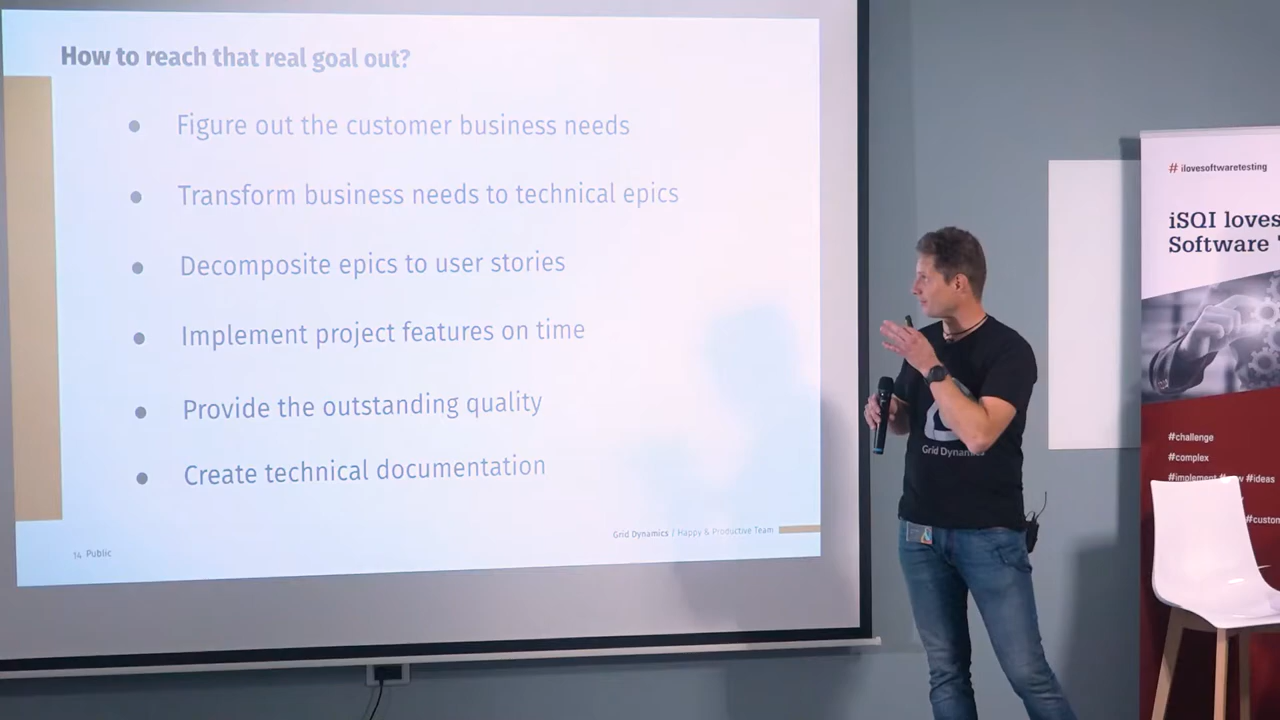 How to reach that real goal out?
● Figure out the customer business needs
● Transform business needs to technical epics
● Decomposite epics to user stories
● Implement project features on time
● Provide the outstanding quality
● Create technical documentation
Grid Dynamics | Happy & Productive Team
14 Public
Grid Dynamics
# ilovesoftwaretesting
iSQI loves
Software
#challenge
#complex
#implement #new #ideas
#custom